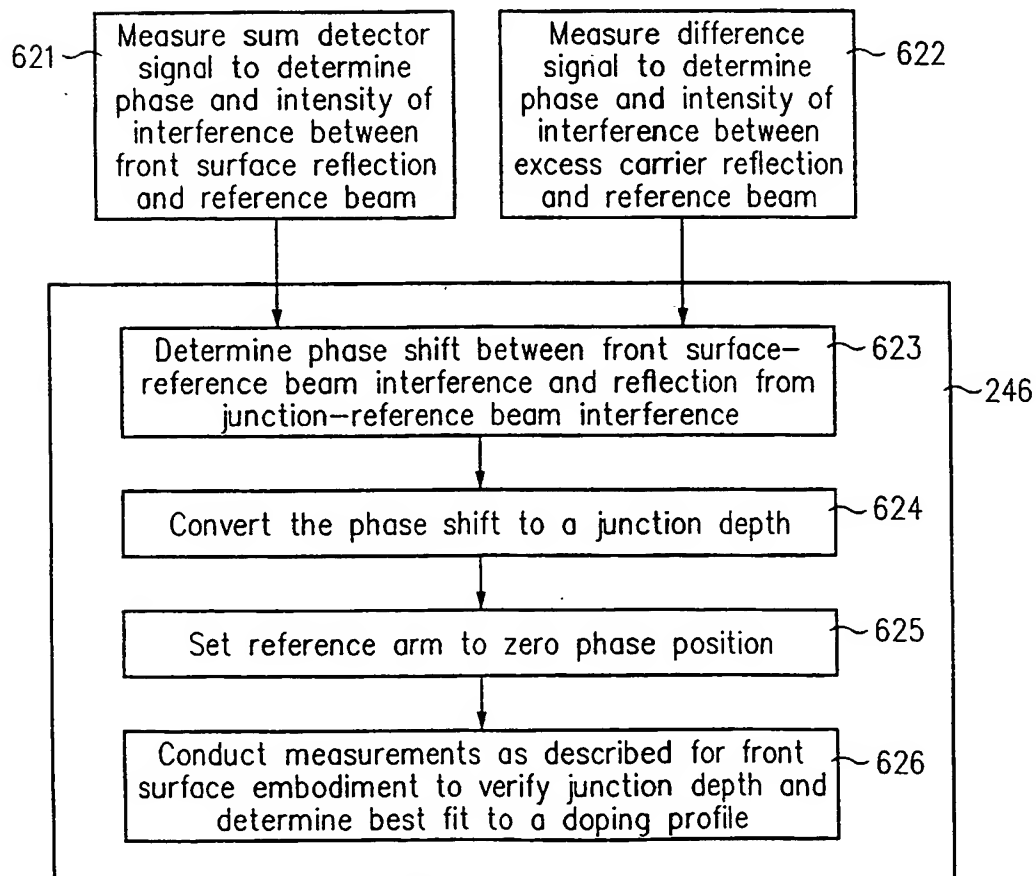 621
Measure sum detector
signal to determine
phase and intensity of
interference between
front surface reflection
and reference beam
Measure difference
signal to determine
phase and intensity of
interference between
excess carrier reflection
and reference beam
622
Determine phase shift between front surface–
reference beam interference and reflection from
junction–reference beam interference
623
246
Convert the phase shift to a junction depth
624
Set reference arm to zero phase position
625
Conduct measurements as described for front
surface embodiment to verify junction depth and
determine best fit to a doping profile
626